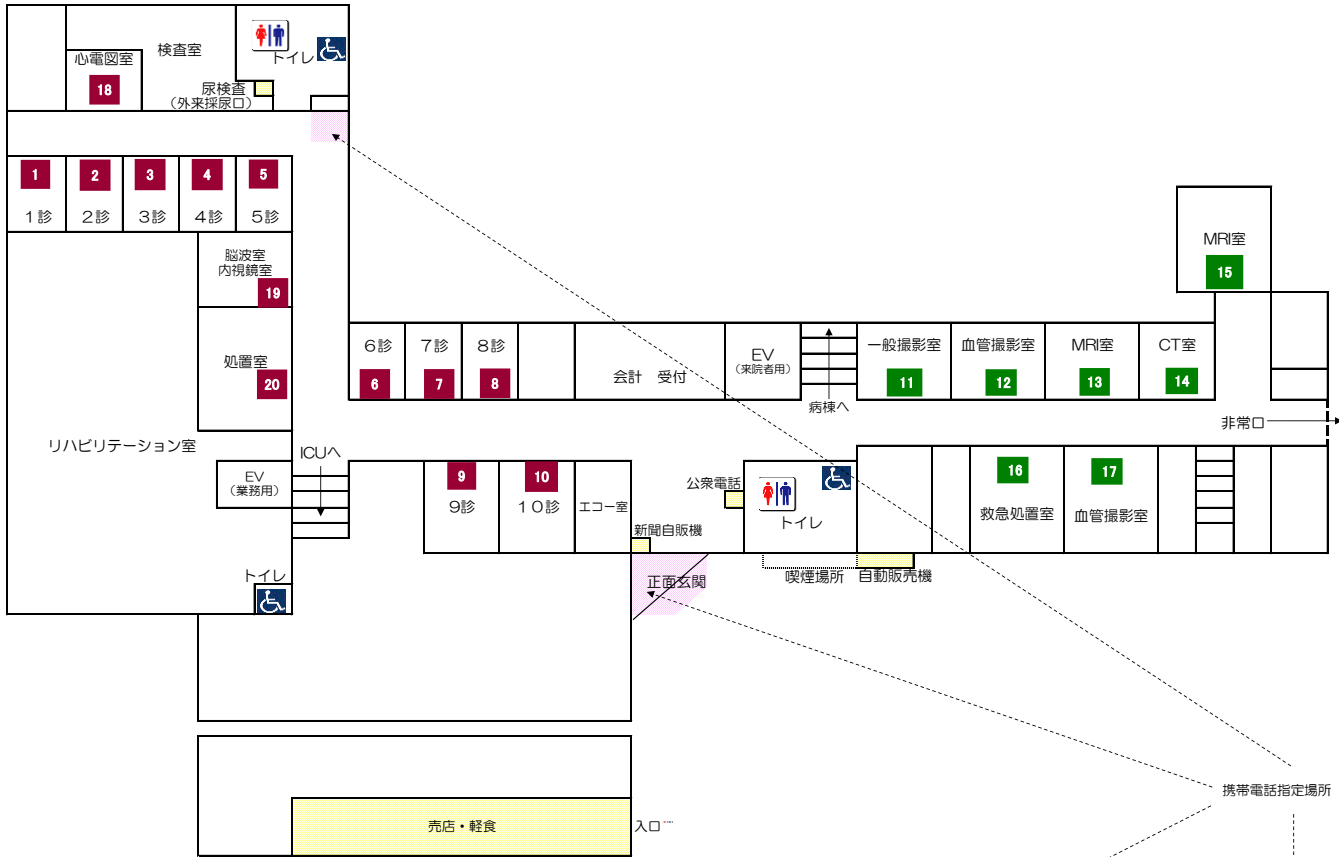 心電図室
検査室
トイレ
18
尿検査
(外来採尿口)
1
2
3
4
5
1診
2診
3診
4診
5診
脳波室
内視鏡室
19
処置室
20
リハビリテーション室
EV
(業務用)
ICUへ
トイレ
6診
7診
8診
6
7
8
会計 受付
EV
(来院者用)
病棟へ
一般撮影室
血管撮影室
MRI室
CT室
11
12
13
14
MRI室
15
非常口
9
10
9診
10診
エコー室
公衆電話
新聞自販機
トイレ
16
17
救急処置室
血管撮影室
正面玄関
喫煙場所
自動販売機
携帯電話指定場所
売店・軽食
入口